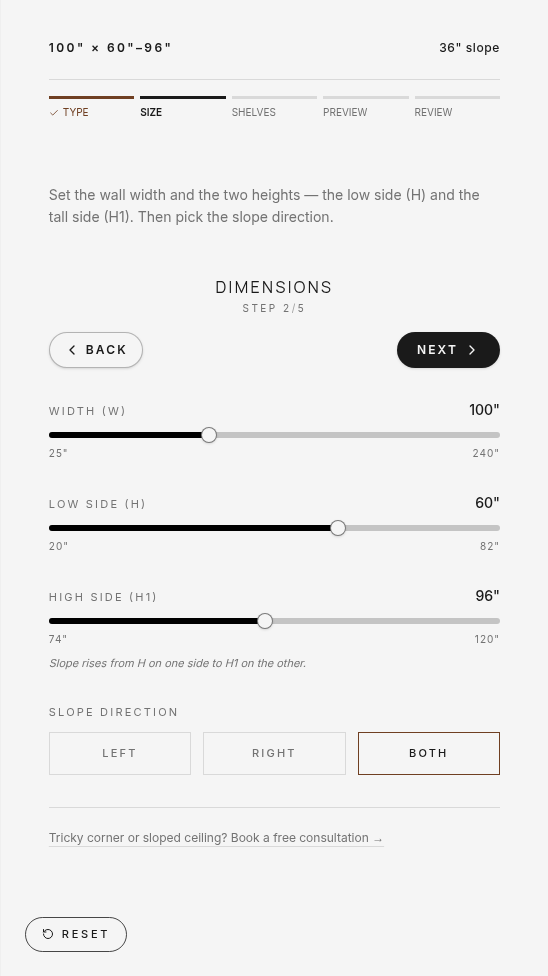 100" × 60"–96"
36" slope
✓ TYPE
SIZE
SHELVES
PREVIEW
REVIEW
Set the wall width and the two heights — the low side (H) and the
tall side (H1). Then pick the slope direction.
DIMENSIONS
STEP 2/5
BACK
NEXT
WIDTH (W)
100"
25"
240"
LOW SIDE (H)
60"
20"
82"
HIGH SIDE (H1)
96"
74"
120"
Slope rises from H on one side to H1 on the other.
SLOPE DIRECTION
LEFT
RIGHT
BOTH
Tricky corner or sloped ceiling? Book a free consultation →
RESET